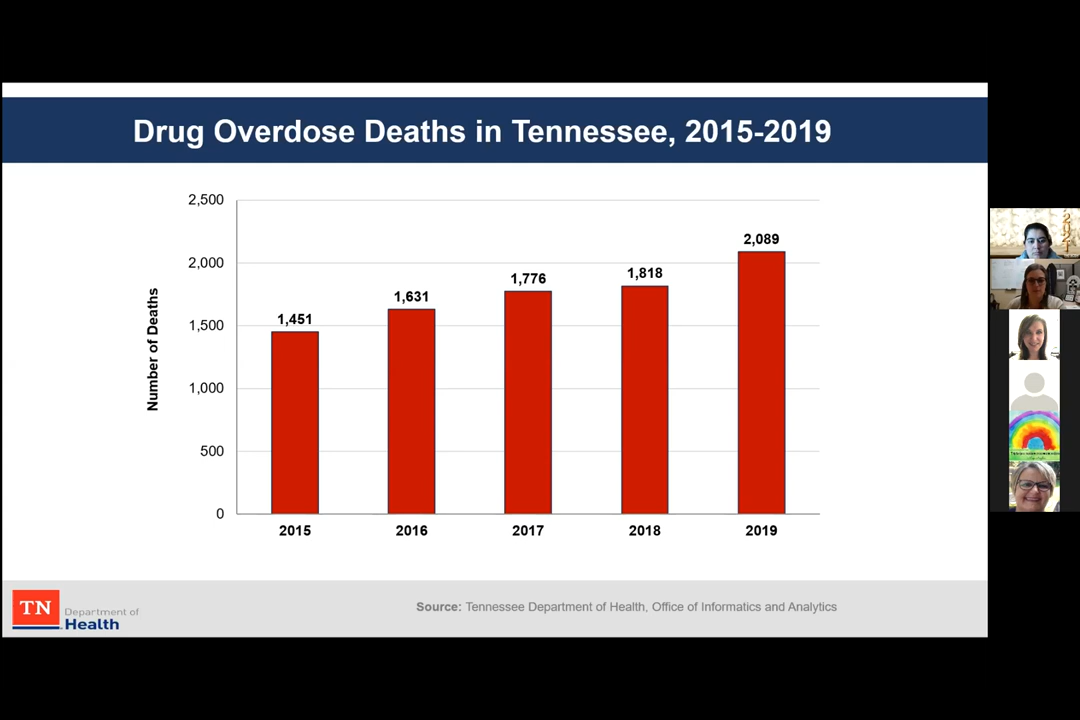 Drug Overdose Deaths in Tennessee, 2015-2019
2,500
2,000
1,500
1,000
500
0
Number of Deaths
1,451
1,631
1,776
1,818
2,089
2015
2016
2017
2018
2019
TN
Department of
Health
Source: Tennessee Department of Health, Office of Informatics and Analytics
2021